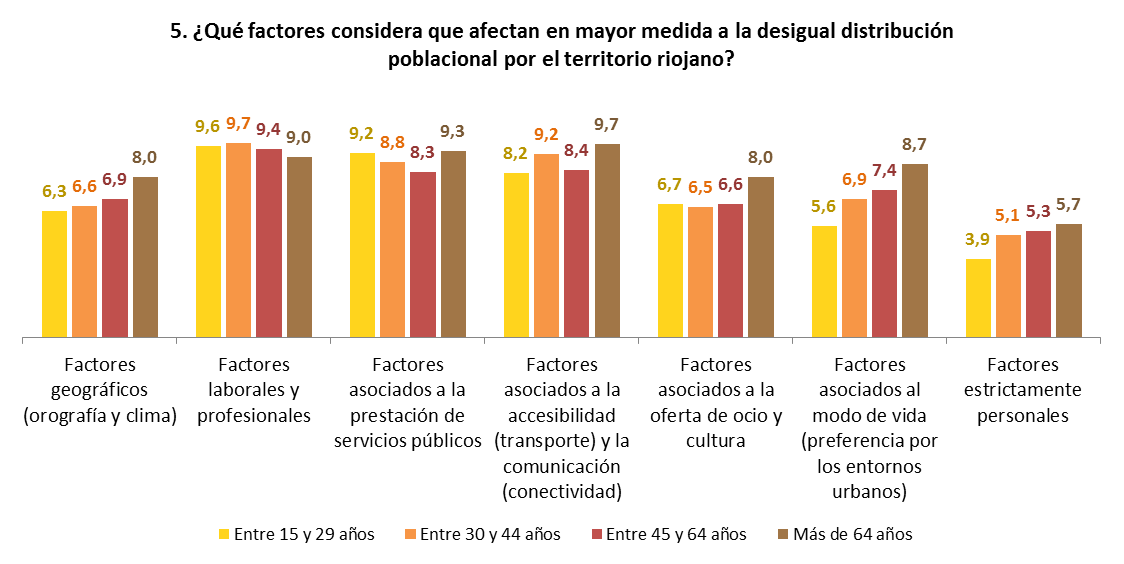 5. ¿Qué factores considera que afectan en mayor medida a la desigual distribución
poblacional por el territorio riojano?
6,3
6,6
6,9
8,0
9,6
9,7
9,4
9,0
9,2
8,8
8,3
9,3
8,2
9,2
8,4
9,7
6,7
6,5
6,6
8,0
5,6
6,9
7,4
8,7
3,9
5,1
5,3
5,7
Factores
geográficos
(orografía y clima)
Factores
laborales y
profesionales
Factores
asociados a la
prestación de
servicios públicos
Factores
asociados a la
accesibilidad
(transporte) y la
comunicación
(conectividad)
Factores
asociados a la
oferta de ocio y
cultura
Factores
asociados al
modo de vida
(preferencia por
los entornos
urbanos)
Factores
estrictamente
personales
Entre 15 y 29 años
Entre 30 y 44 años
Entre 45 y 64 años
Más de 64 años